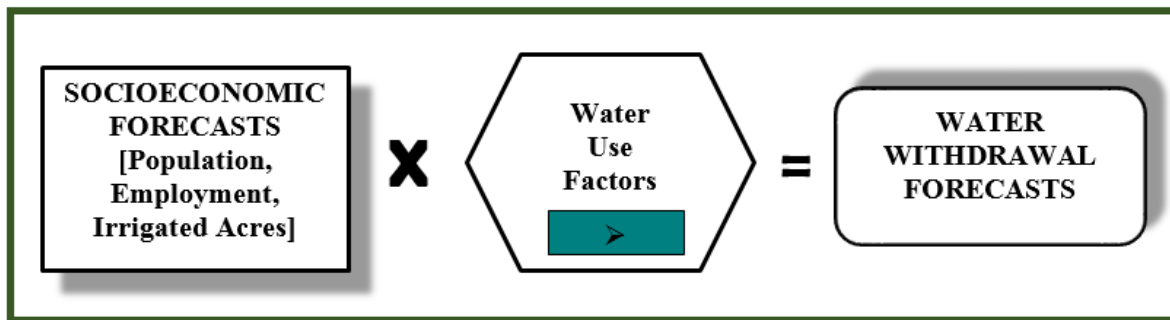 SOCIOECONOMIC
FORECASTS
[Population,
Employment,
Irrigated Acres]
X
Water
Use
Factors
➢
=
WATER
WITHDRAWAL
FORECASTS